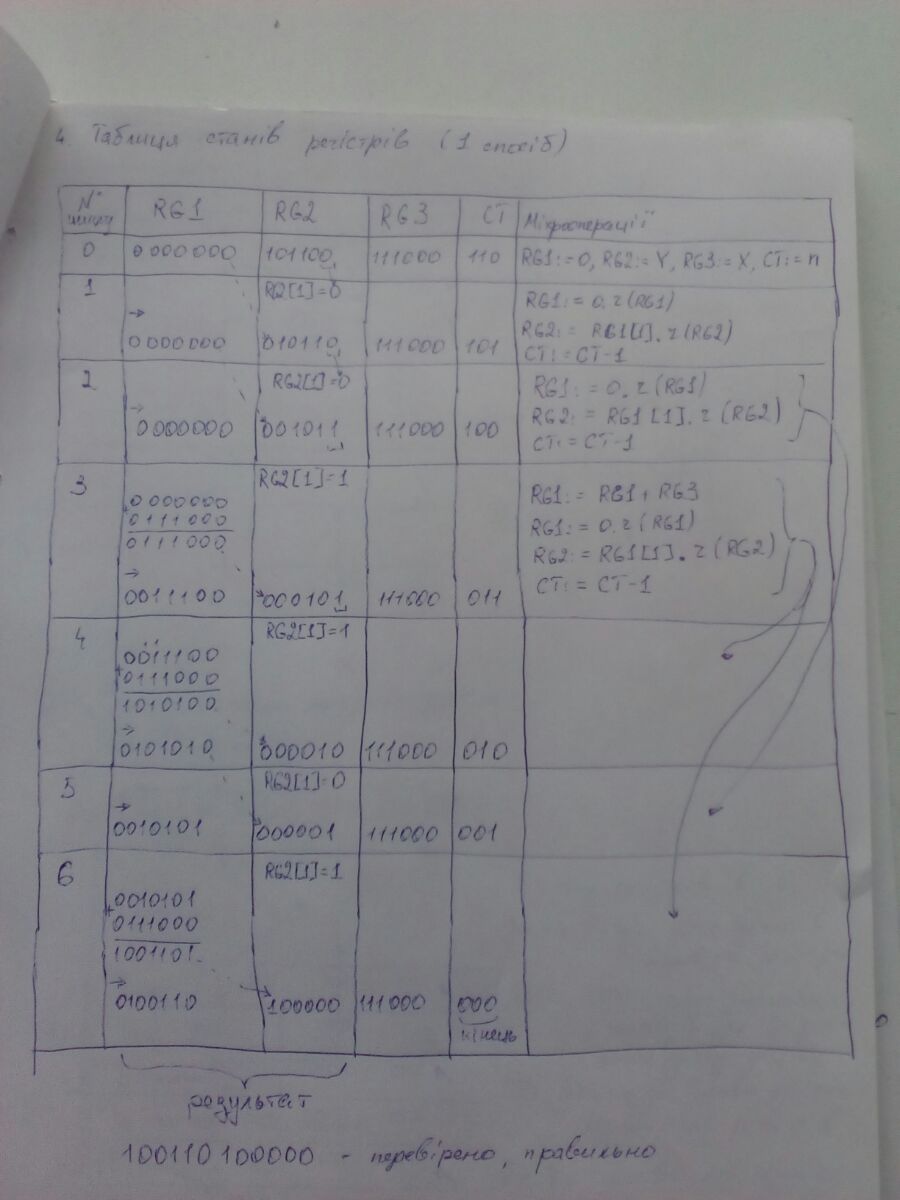 4. Таблиця станів регістрів (1 спосіб)
№ циклу RG1 RG2 RG3 CT Мікрооперації
0 0000000 101100 111000 110 RG1:=0, RG2:=Y, RG3:=X, CT:=n
1 RG2[1]=0 RG1:=0.r(RG1)
RG2:=RG1[1].r(RG2)
→
0000000 010110 111000 101 CT:=CT-1
2 RG2[1]=0 RG1:=0.r(RG1)
→
0000000 001011 111000 100 RG2:=RG1[1].r(RG2)
CT:=CT-1
3 RG2[1]=1
0000000 RG1:=RG1+RG3
+0111000
0111000 RG1:=0.r(RG1)
→ RG2:=RG1[1].r(RG2)
0011100 000101 111000 011 CT:=CT-1
4 RG2[1]=1
0011100
+0111000
1010100
→
0101010 000010 111000 010
5 RG2[1]=0
→
0010101 000001 111000 001
6 RG2[1]=1
0010101
+0111000
1001101
→
0100110 100000 111000 000
кінець
результат
100110100000 - перевірено, правильно